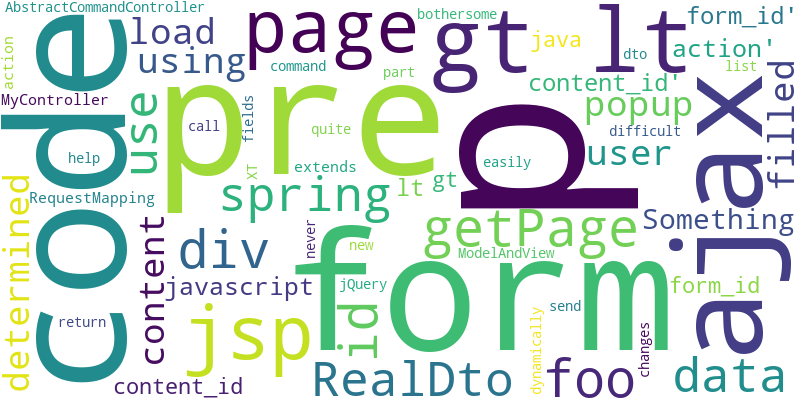 AbstractCommandController
bothersome
form_id'
code
load
page
gt
lt
java
dto
action'
action
using
command
part
content_id'
list
MyController
pre
p
ajax
filled
use
call
fields
quite
popup
difficult
help
XT
extends
easily
user
determined
RequestMapping
spring
lt
gt
getPage
Something
content
div
never
new
form
ModelAndView
javascript
jQuery
form_id
return
jsp
id
dynamically
send
changes
content_id
RealDto
foo
data